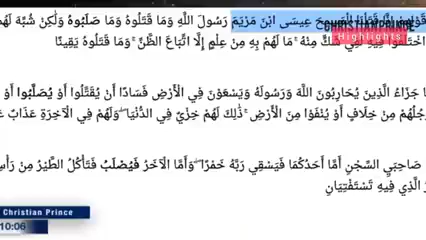 قَوْلِهِمْ إِنَّا قَتَلْنَا الْمَسِيحَ عِيسَى ابْنَ مَرْيَمَ رَسُولَ اللَّهِ وَمَا قَتَلُوهُ وَمَا صَلَبُوهُ وَلَٰكِنْ شُبِّهَ لَهُمْ
CHRISTIAN PRINCE
Highlights
اخْتَلَفُوا فِيهِ لَفِي شَكٍّ مِنْهُ ۚ مَا لَهُمْ بِهِ مِنْ عِلْمٍ إِلَّا اتِّبَاعَ الظَّنِّ ۚ وَمَا قَتَلُوهُ يَقِينًا
جَزَاءُ الَّذِينَ يُحَارِبُونَ اللَّهَ وَرَسُولَهُ وَيَسْعَوْنَ فِي الْأَرْضِ فَسَادًا أَنْ يُقَتَّلُوا أَوْ يُصَلَّبُوا أَوْ
خِلَافٍ أَوْ يُنْفَوْا مِنَ الْأَرْضِ ۚ ذَٰلِكَ لَهُمْ خِزْيٌ فِي الدُّنْيَا ۖ وَلَهُمْ فِي الْآخِرَةِ عَذَابٌ
صَاحِبَيِ السِّجْنِ أَمَّا أَحَدُكُمَا فَيَسْقِي رَبَّهُ خَمْرًا ۖ وَأَمَّا الْآخَرُ فَيُصْلَبُ فَتَأْكُلُ الطَّيْرُ مِنْ
الَّذِي فِيهِ تَسْتَفْتِيَانِ
Christian Prince
10:06